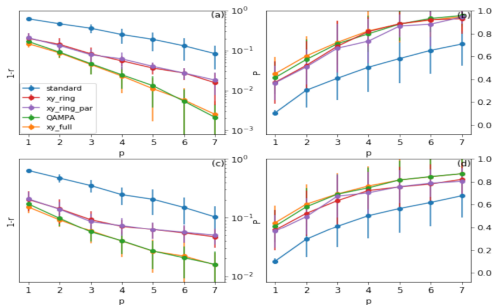 (a)
10⁰
10⁻¹
10⁻²
10⁻³
1-r
standard
xy_ring
xy_ring_par
QAMPA
xy_full
1 2 3 4 5 6 7
p
(b)
1.0
0.8
0.6
0.4
0.2
0.0
P
1 2 3 4 5 6 7
p
(c)
10⁰
10⁻¹
10⁻²
1-r
1 2 3 4 5 6 7
p
(d)
1.0
0.8
0.6
0.4
0.2
0.0
P
1 2 3 4 5 6 7
p